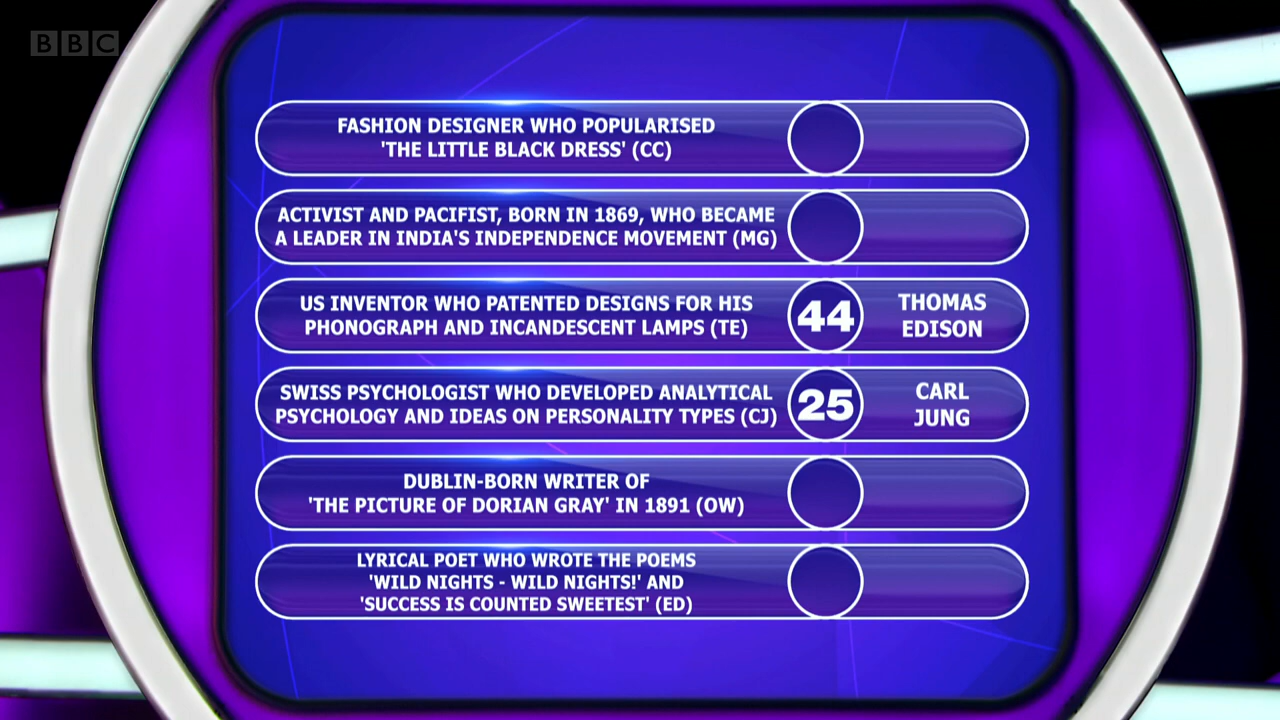 BBC
FASHION DESIGNER WHO POPULARISED
'THE LITTLE BLACK DRESS' (CC)
ACTIVIST AND PACIFIST, BORN IN 1869, WHO BECAME
A LEADER IN INDIA'S INDEPENDENCE MOVEMENT (MG)
US INVENTOR WHO PATENTED DESIGNS FOR HIS
PHONOGRAPH AND INCANDESCENT LAMPS (TE)
44
THOMAS
EDISON
SWISS PSYCHOLOGIST WHO DEVELOPED ANALYTICAL
PSYCHOLOGY AND IDEAS ON PERSONALITY TYPES (CJ)
25
CARL
JUNG
DUBLIN-BORN WRITER OF
'THE PICTURE OF DORIAN GRAY' IN 1891 (OW)
LYRICAL POET WHO WROTE THE POEMS
'WILD NIGHTS - WILD NIGHTS!' AND
'SUCCESS IS COUNTED SWEETEST' (ED)